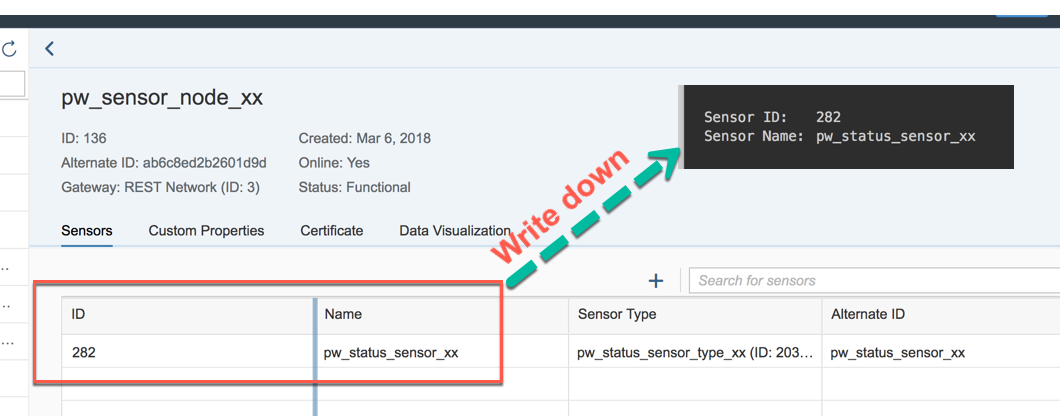 pw_sensor_node_xx
ID: 136
Created: Mar 6, 2018
Alternate ID: ab6c8ed2b2601d9d
Online: Yes
Gateway: REST Network (ID: 3)
Status: Functional
Sensor ID: 282
Sensor Name: pw_status_sensor_xx
Write down
Sensors Custom Properties Certificate Data Visualization
+ Search for sensors
ID Name Sensor Type Alternate ID
282 pw_status_sensor_xx pw_status_sensor_type_xx (ID: 203... pw_status_sensor_xx